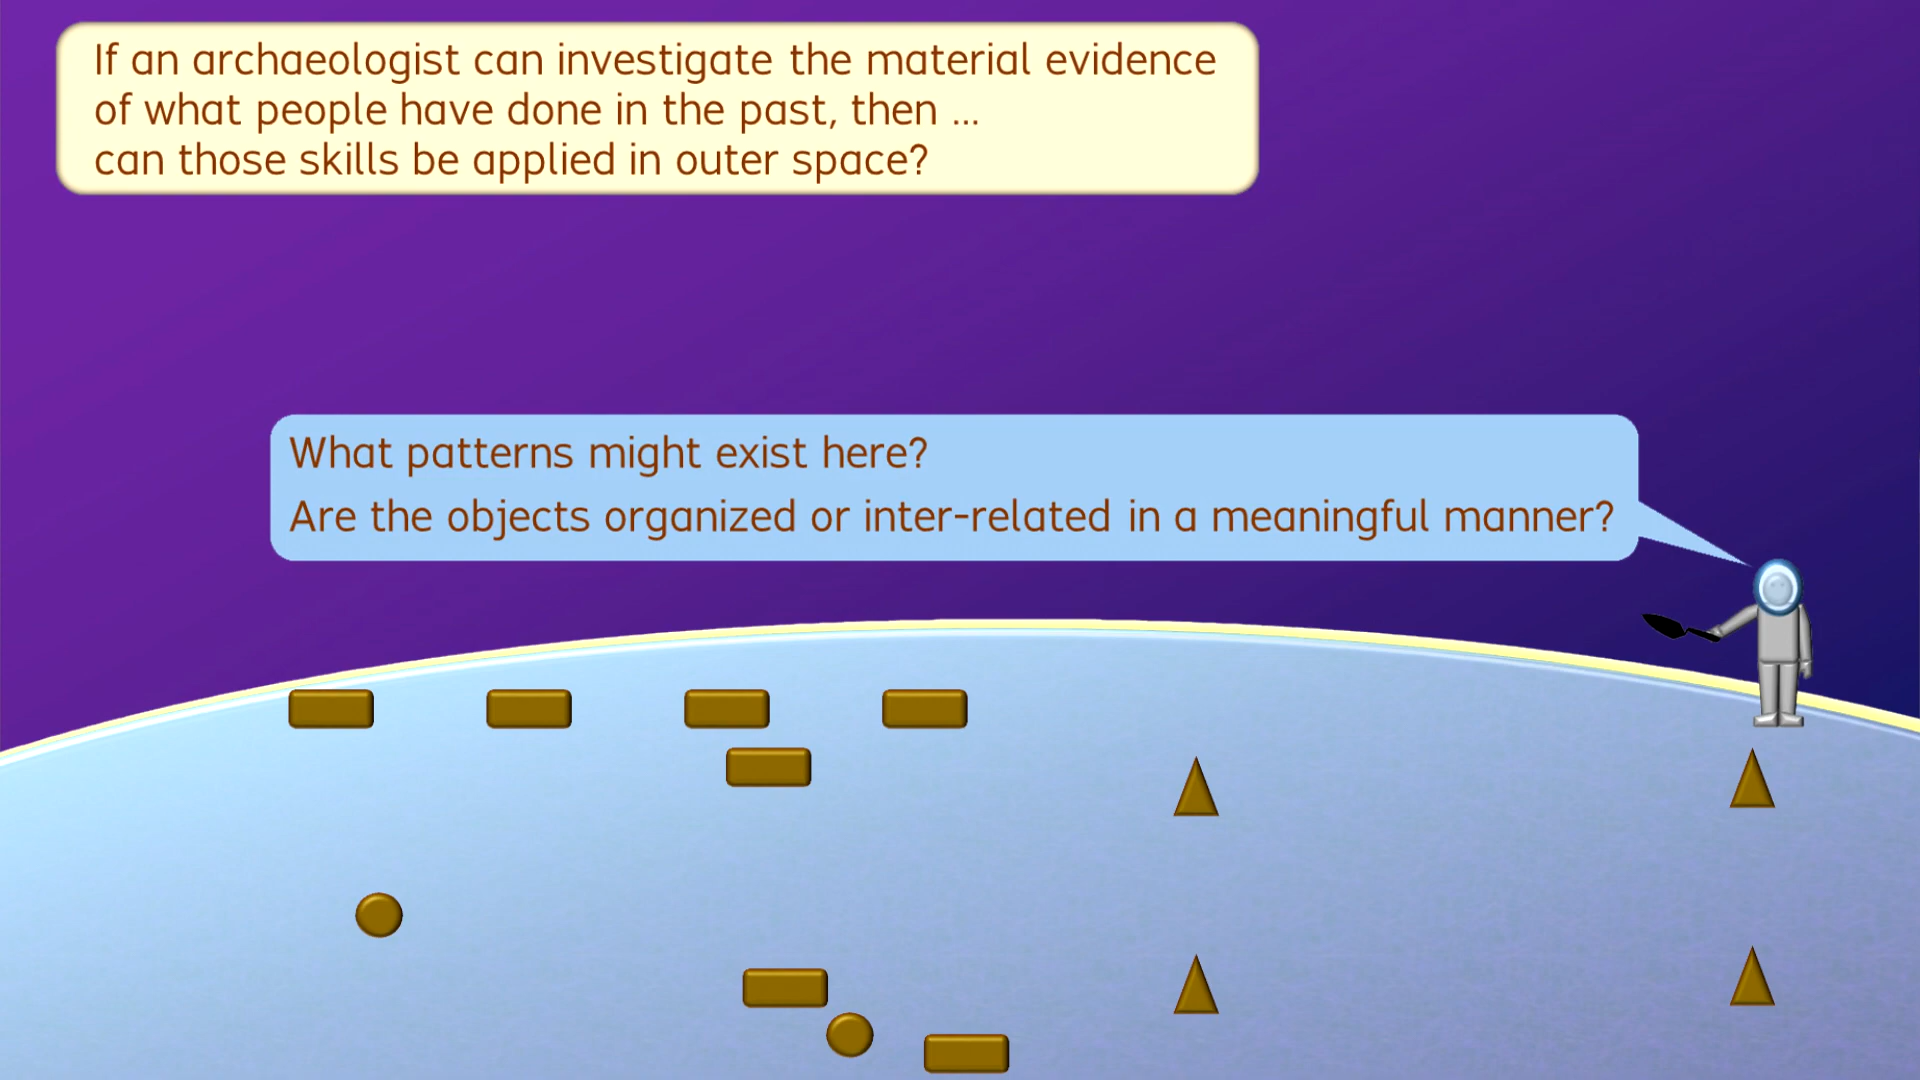 If an archaeologist can investigate the material evidence
of what people have done in the past, then ...
can those skills be applied in outer space?
What patterns might exist here?
Are the objects organized or inter-related in a meaningful manner?